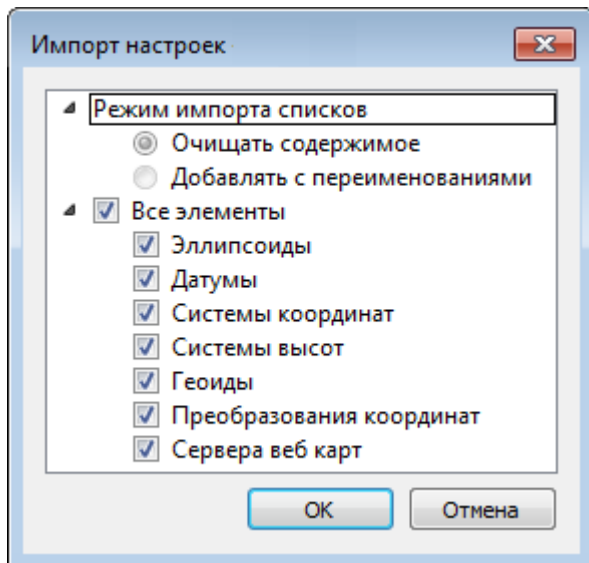 Импорт настроек
Режим импорта списков
Очищать содержимое
Добавлять с переименованиями
Все элементы
Эллипсоиды
Датумы
Системы координат
Системы высот
Геоиды
Преобразования координат
Сервера веб карт
OK Отмена